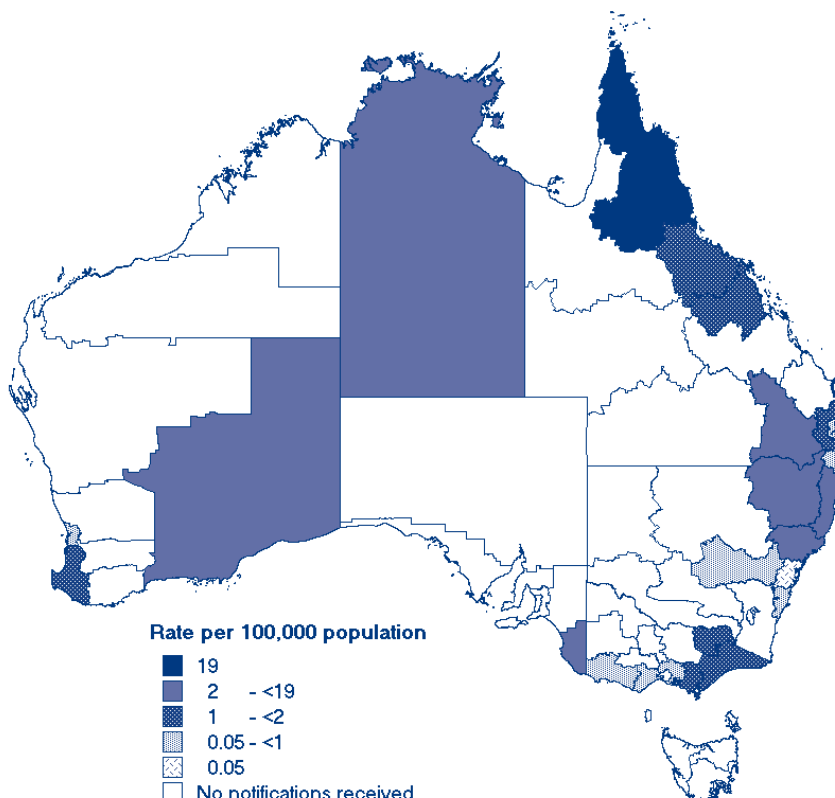 Rate per 100,000 population
19
2 - <19
1 - <2
0.05 - <1
0.05
No notifications received